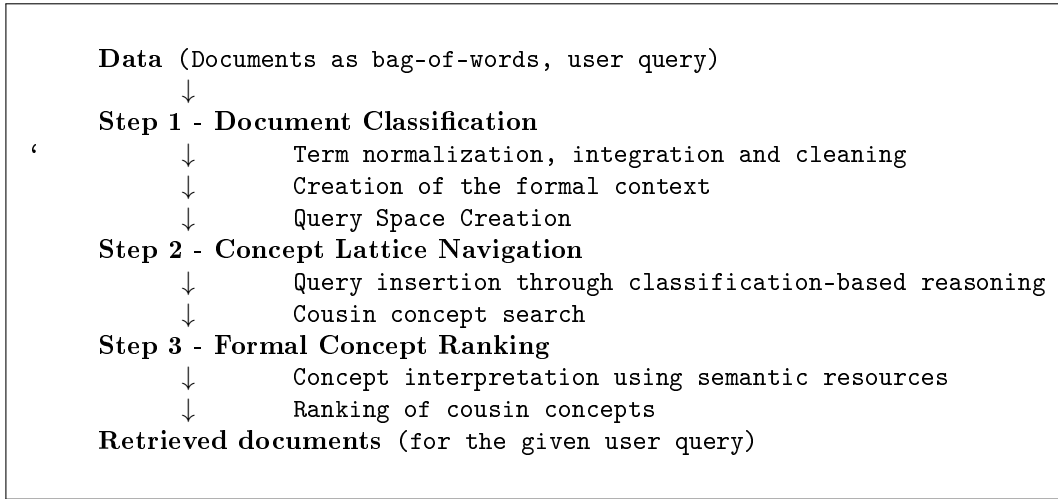 Data (Documents as bag-of-words, user query)
↓
Step 1 - Document Classification
‘ ↓ Term normalization, integration and cleaning
↓ Creation of the formal context
↓ Query Space Creation
Step 2 - Concept Lattice Navigation
↓ Query insertion through classification-based reasoning
↓ Cousin concept search
Step 3 - Formal Concept Ranking
↓ Concept interpretation using semantic resources
↓ Ranking of cousin concepts
Retrieved documents (for the given user query)